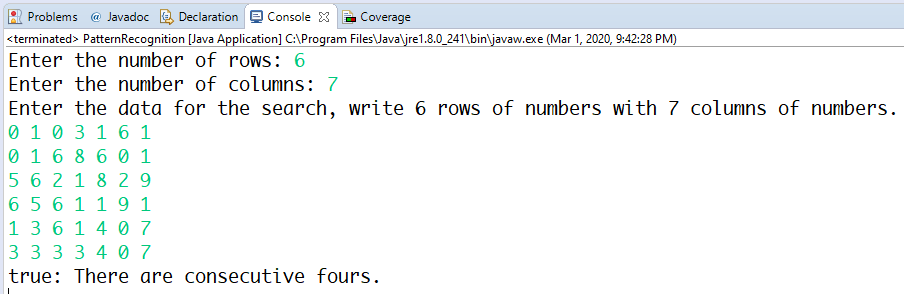 Problems @ Javadoc Declaration Console Coverage
<terminated> PatternRecognition [Java Application] C:\Program Files\Java\jre1.8.0_241\bin\javaw.exe (Mar 1, 2020, 9:42:28 PM)
Enter the number of rows: 6
Enter the number of columns: 7
Enter the data for the search, write 6 rows of numbers with 7 columns of numbers.
0 1 0 3 1 6 1
0 1 6 8 6 0 1
5 6 2 1 8 2 9
6 5 6 1 1 9 1
1 3 6 1 4 0 7
3 3 3 3 4 0 7
true: There are consecutive fours.